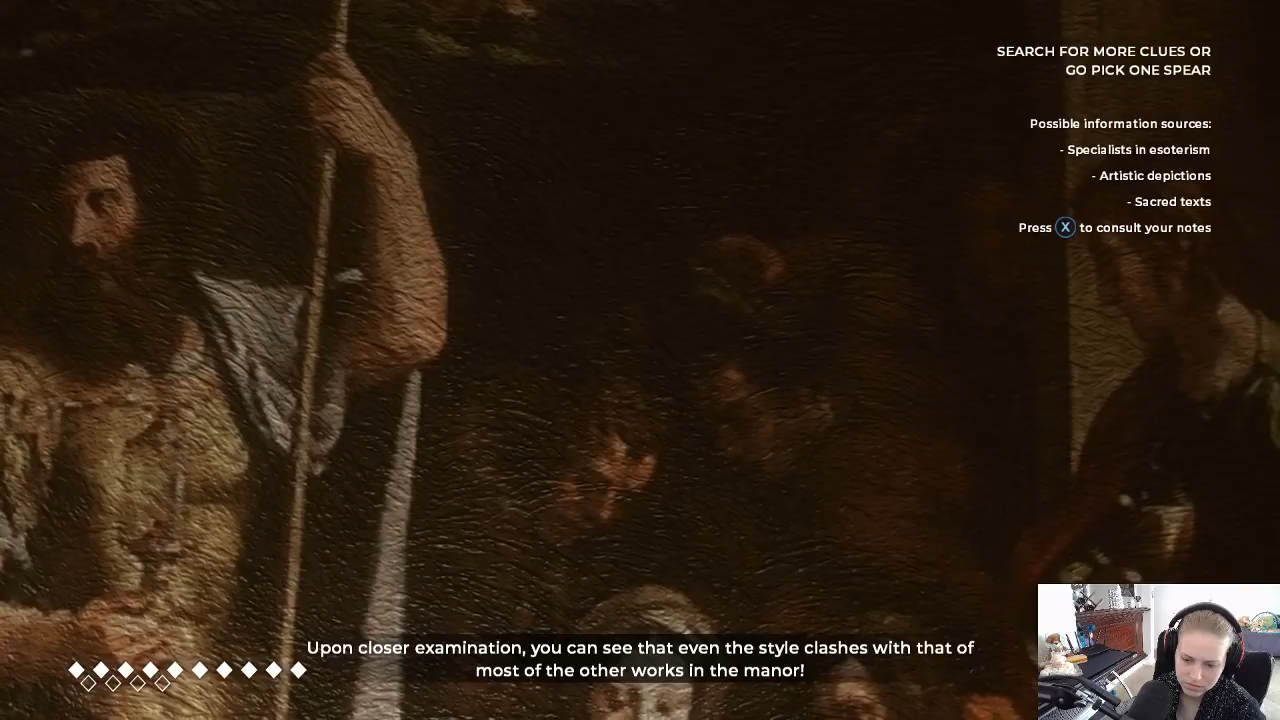 SEARCH FOR MORE CLUES OR
GO PICK ONE SPEAR
Possible information sources:
- Specialists in esoterism
- Artistic depictions
- Sacred texts
Press X to consult your notes
Upon closer examination, you can see that even the style clashes with that of
most of the other works in the manor!